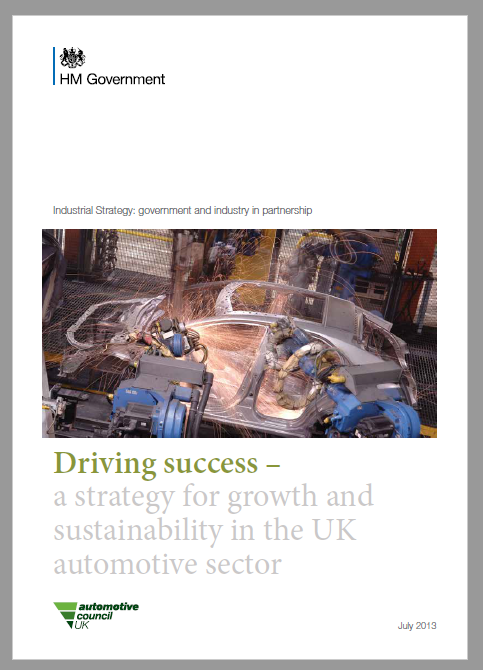 HM Government
Industrial Strategy: government and industry in partnership
Driving success –
a strategy for growth and
sustainability in the UK
automotive sector
automotive
council
UK
July 2013